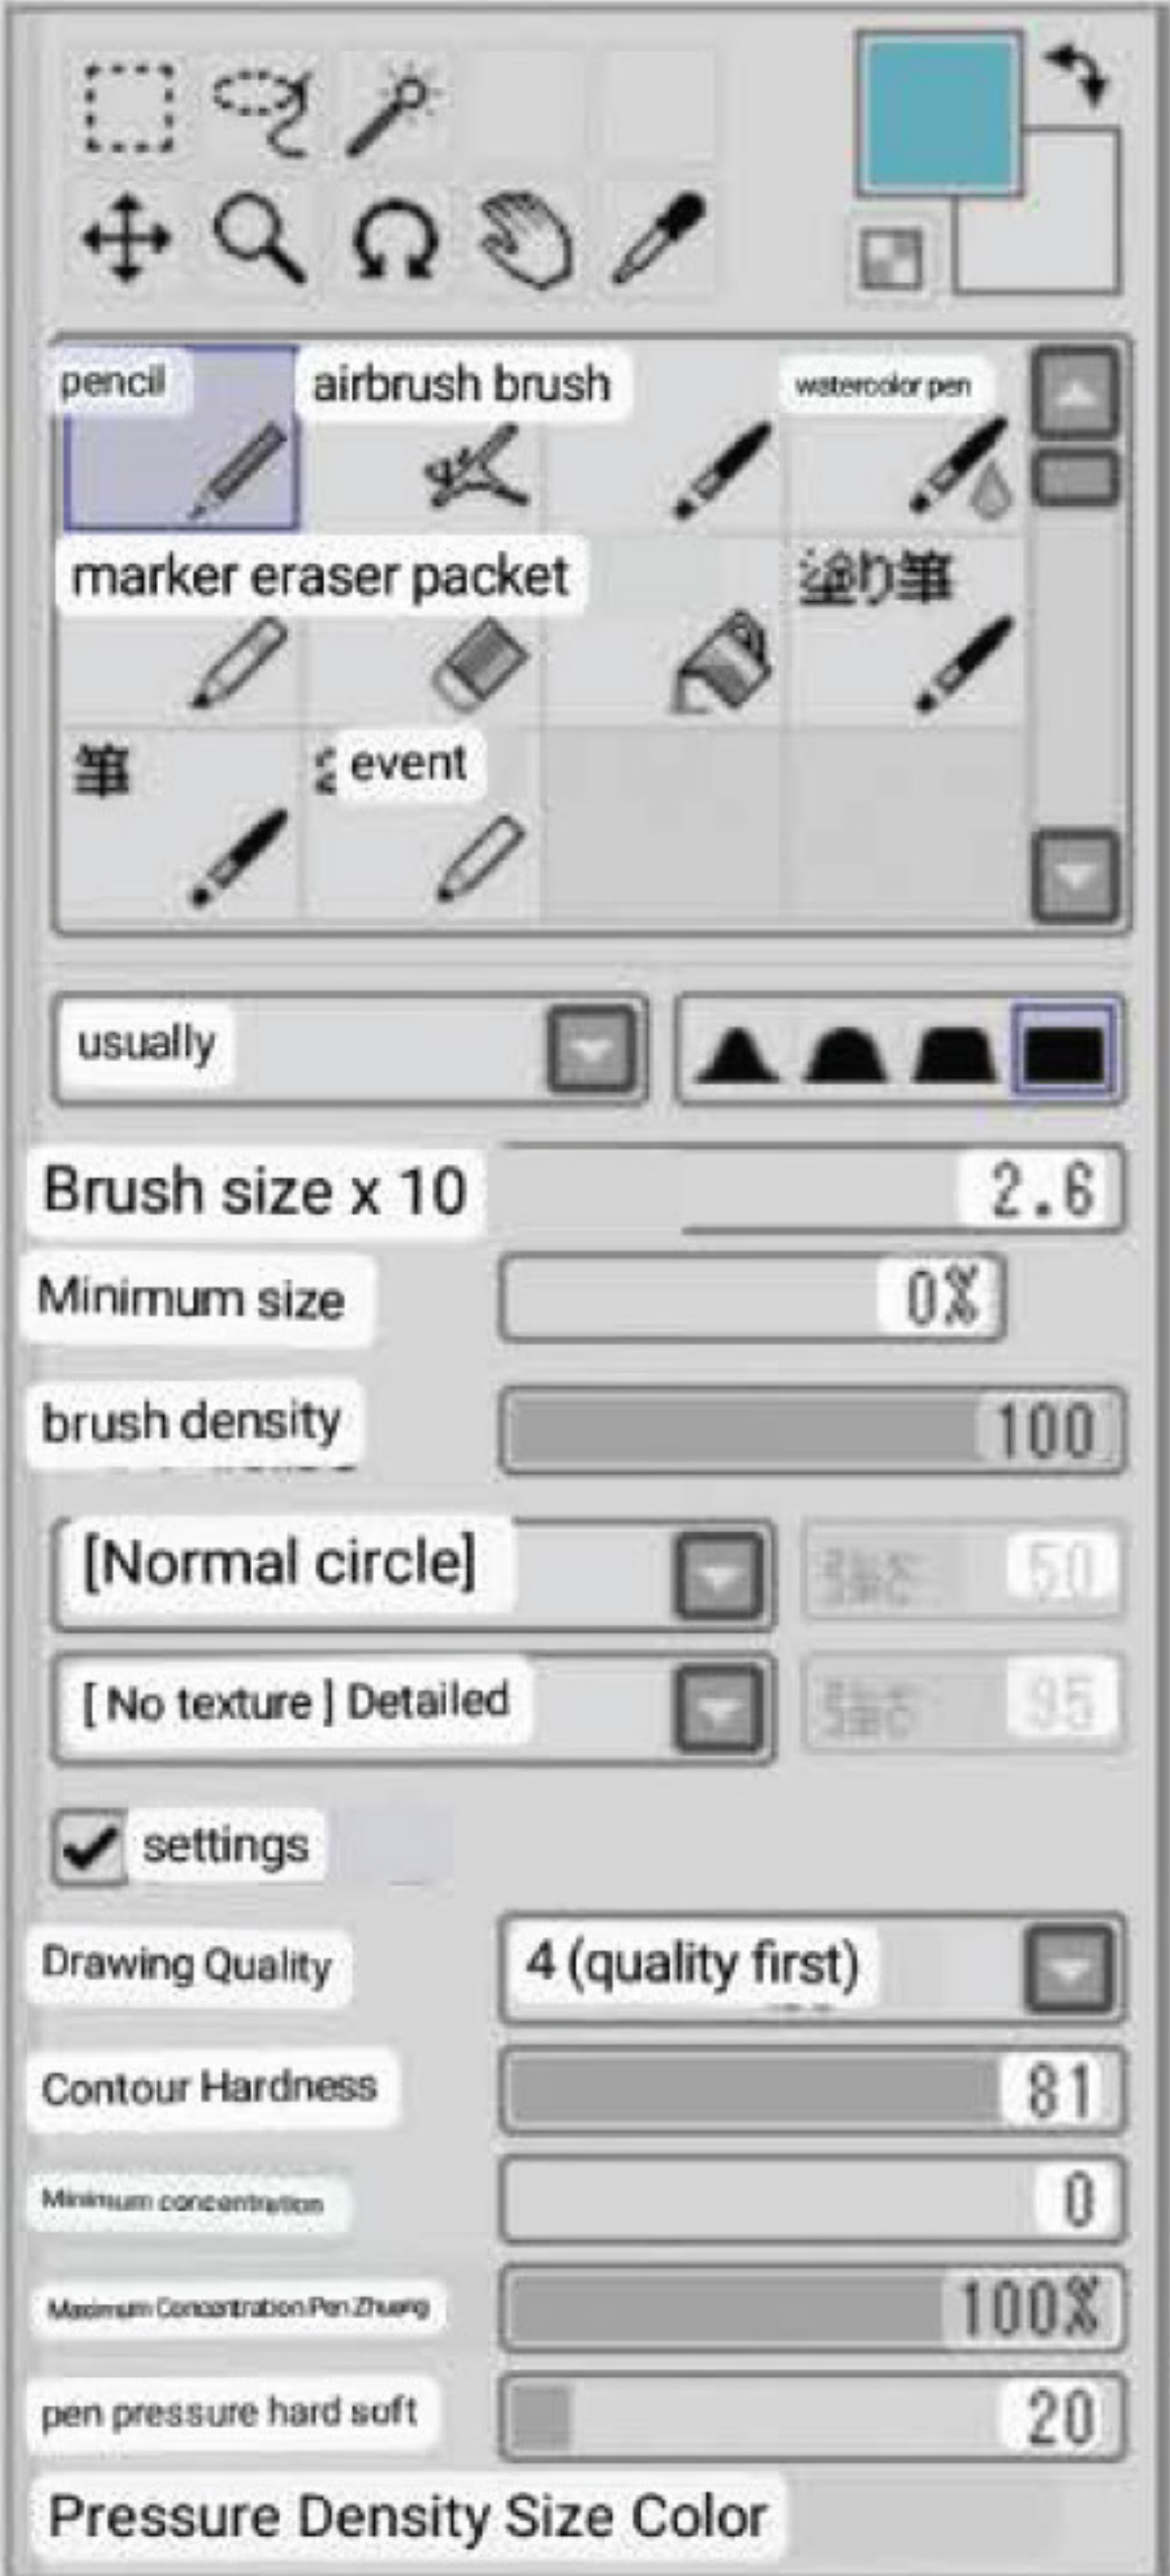 pencil airbrush brush watercolor pen
marker eraser packet 塗り筆
筆 event
usually
Brush size x 10 2.6
Minimum size 0%
brush density 100
[Normal circle] 50
[ No texture ] Detailed 95
settings
Drawing Quality 4 (quality first)
Contour Hardness 81
Minimum concentration 0
Maximum Concentration Pen Zhuang 100%
pen pressure hard soft 20
Pressure Density Size Color